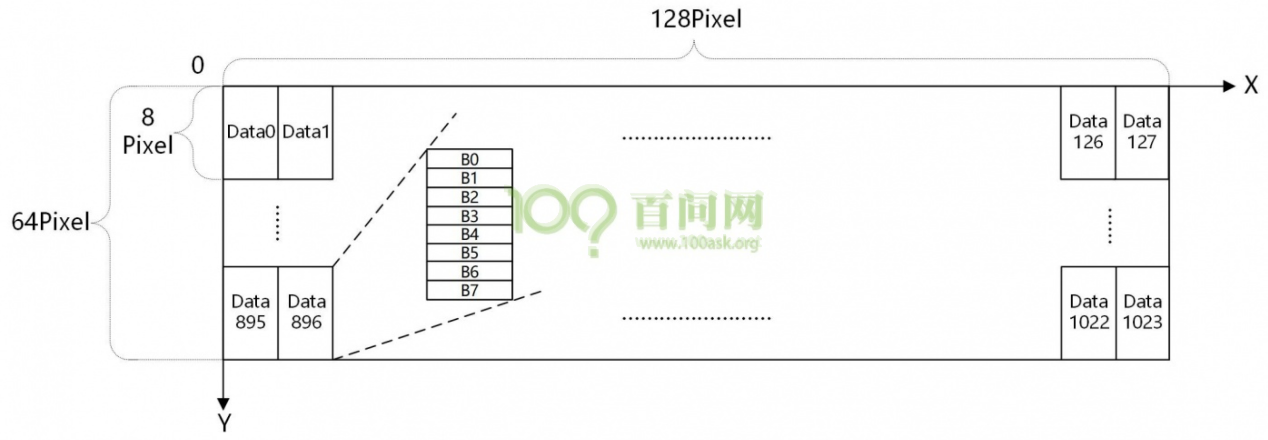 128Pixel
0
X
8
Pixel
Data0 Data1
Data
126
Data
127
B0
B1
B2
B3
B4
B5
B6
B7
百问网
www.100ask.org
64Pixel
Data
895
Data
896
Data
1022
Data
1023
Y